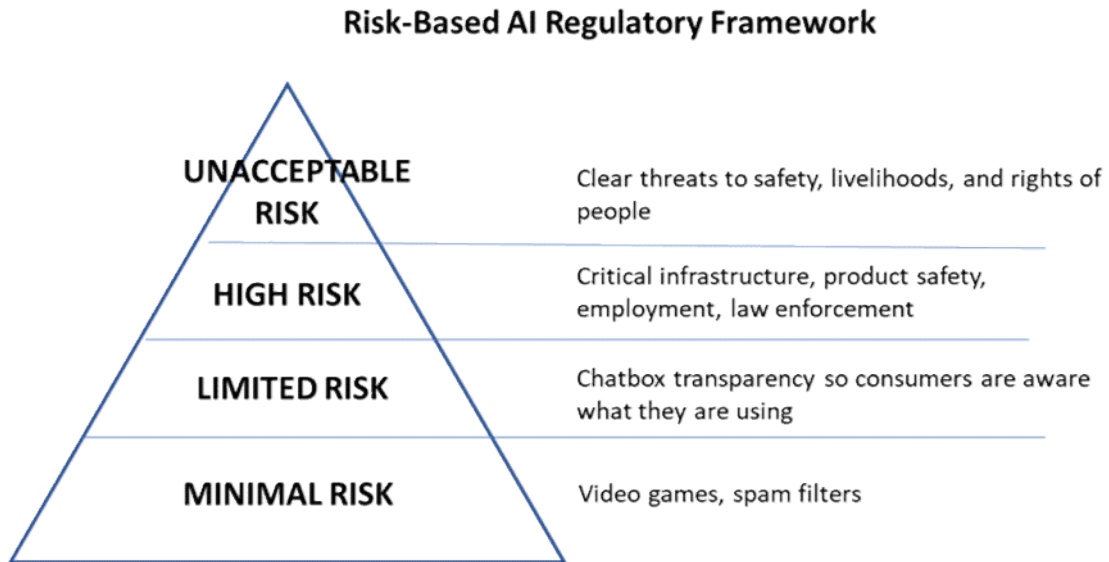 Risk-Based AI Regulatory Framework
UNACCEPTABLE
RISK
Clear threats to safety, livelihoods, and rights of
people
HIGH RISK
Critical infrastructure, product safety,
employment, law enforcement
LIMITED RISK
Chatbox transparency so consumers are aware
what they are using
MINIMAL RISK
Video games, spam filters